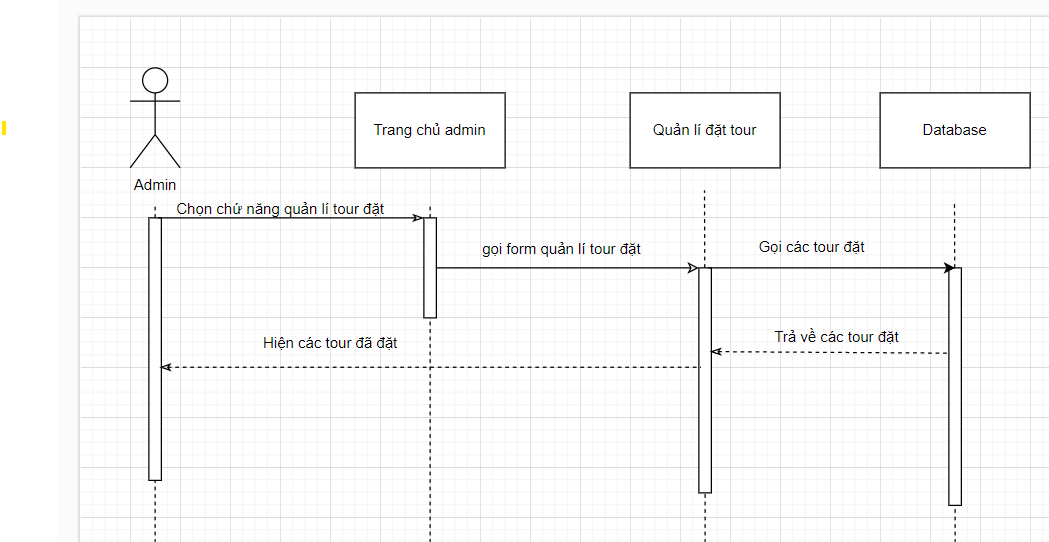 Trang chủ admin
Quản lí đặt tour
Database
Admin
Chọn chứ năng quản lí tour đặt
gọi form quản lí tour đặt
Gọi các tour đặt
Trả về các tour đặt
Hiện các tour đã đặt